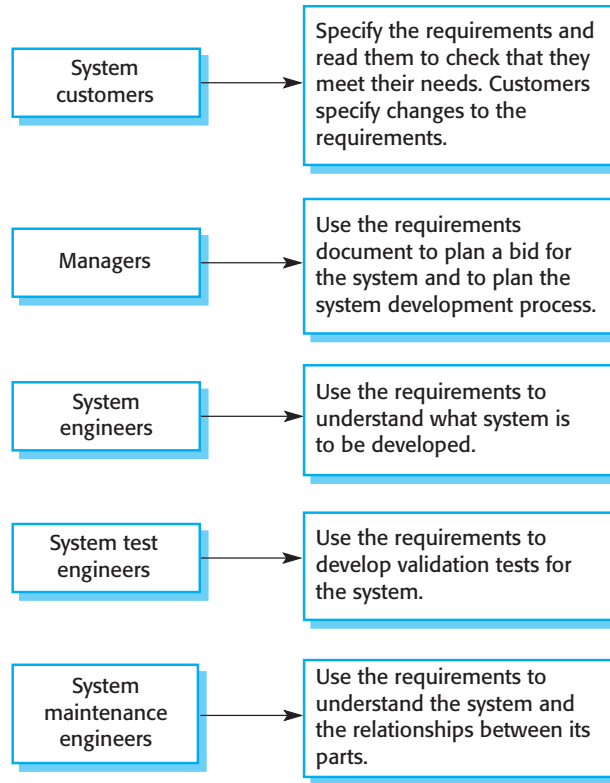 System
customers
Specify the requirements and
read them to check that they
meet their needs. Customers
specify changes to the
requirements.
Managers
Use the requirements
document to plan a bid for
the system and to plan the
system development process.
System
engineers
Use the requirements to
understand what system is
to be developed.
System test
engineers
Use the requirements to
develop validation tests for
the system.
System
maintenance
engineers
Use the requirements to
understand the system and
the relationships between its
parts.